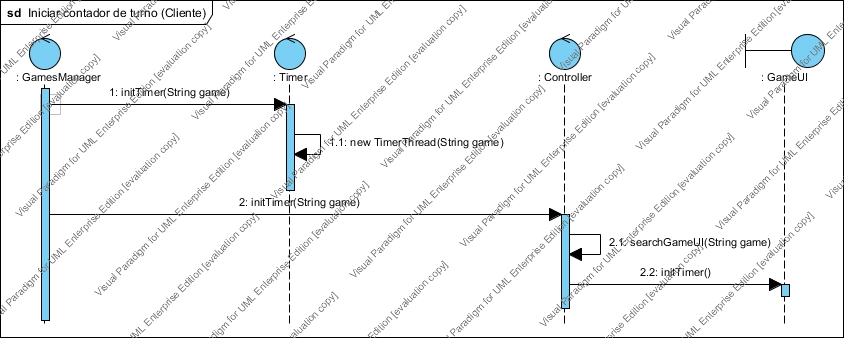 sd Iniciar contador de turno (Cliente)
: GamesManager
: Timer
: Controller
: GameUI
1: initTimer(String game)
1.1: new TimerThread(String game)
2: initTimer(String game)
2.1: searchGameUI(String game)
2.2: initTimer()
Visual Paradigm for UML Enterprise Edition [evaluation copy]